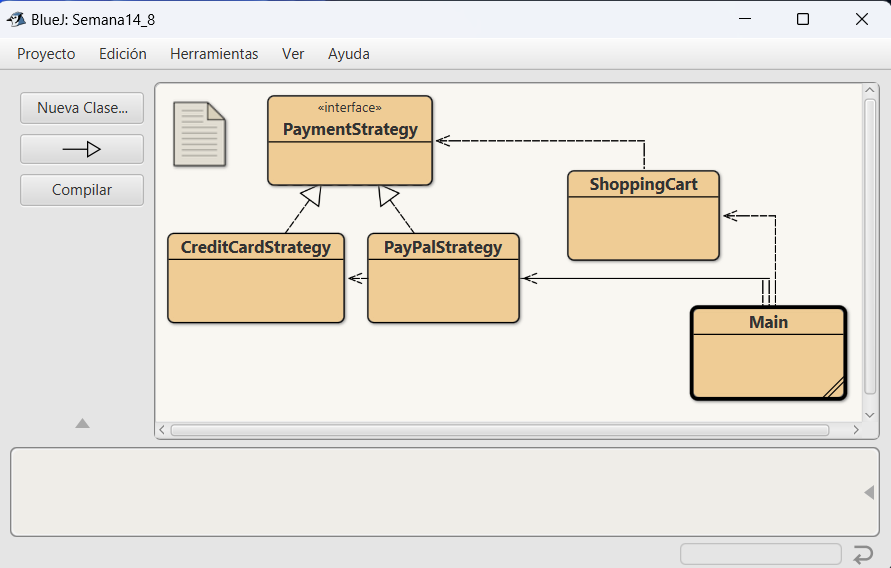 BlueJ: Semana14_8
Proyecto Edición Herramientas Ver Ayuda
Nueva Clase...
Compilar
«interface»
PaymentStrategy
ShoppingCart
CreditCardStrategy
PayPalStrategy
Main